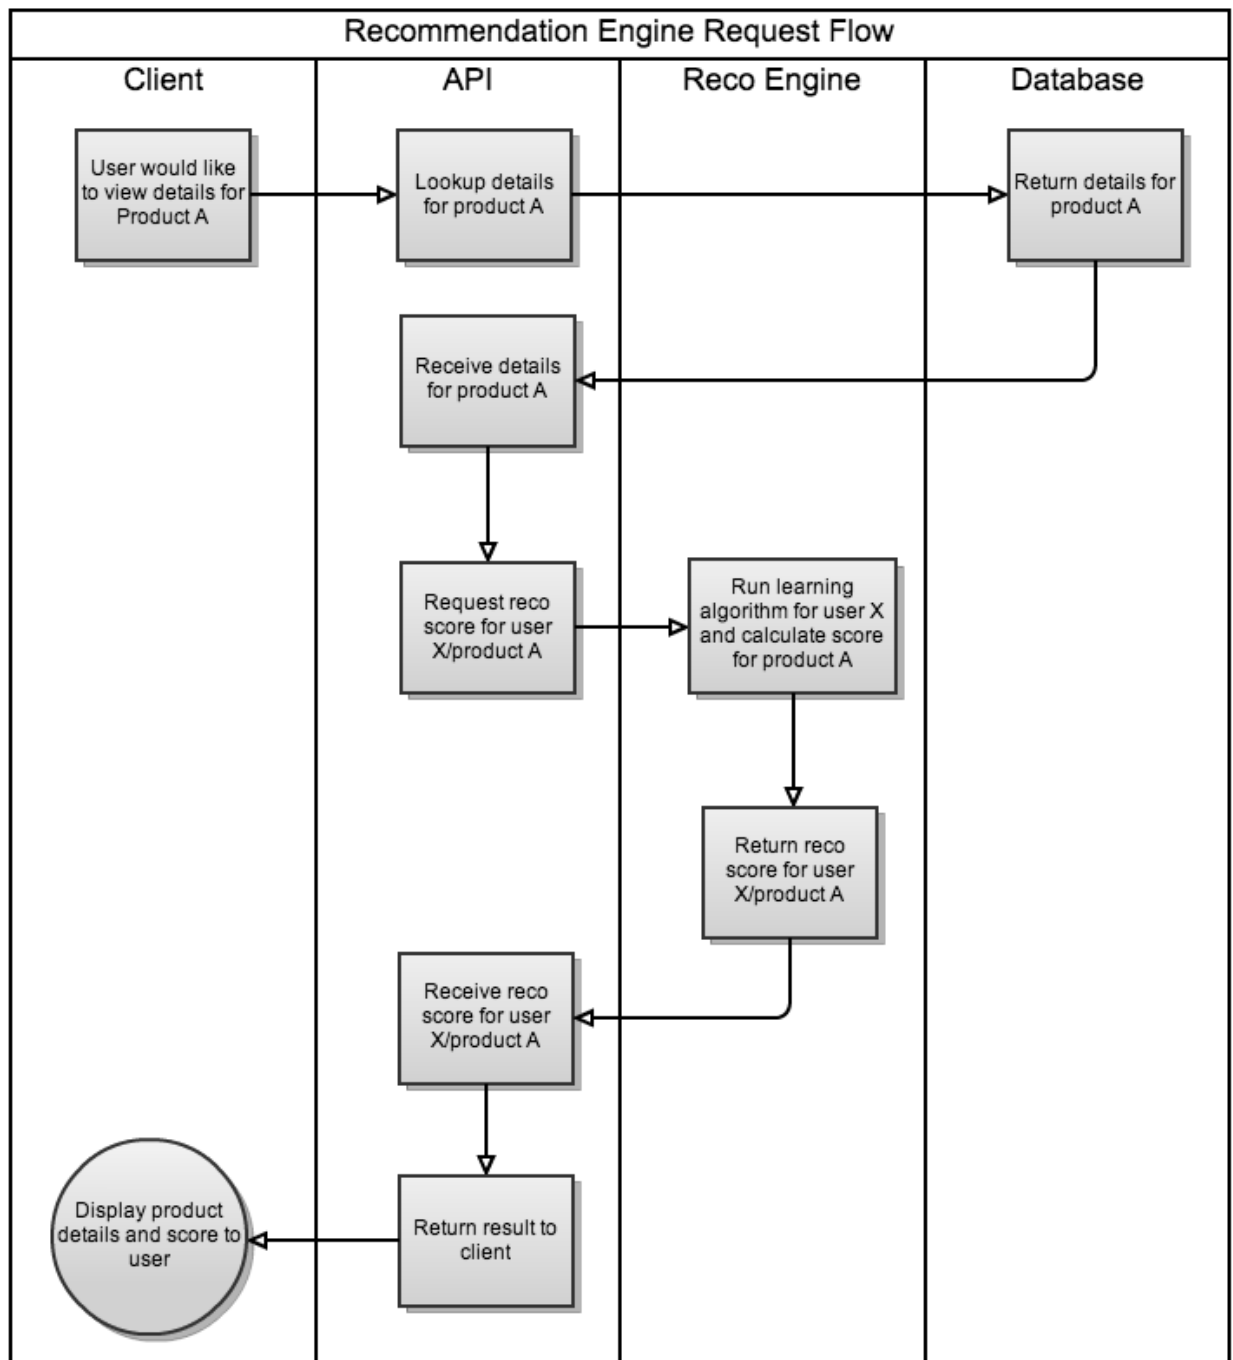 Recommendation Engine Request Flow
Client
API
Reco Engine
Database
User would like
to view details for
Product A
Lookup details
for product A
Return details for
product A
Receive details
for product A
Request reco
score for user
X/product A
Run learning
algorithm for user X
and calculate score
for product A
Return reco
score for user
X/product A
Receive reco
score for user
X/product A
Return result to
client
Display product
details and score to
user